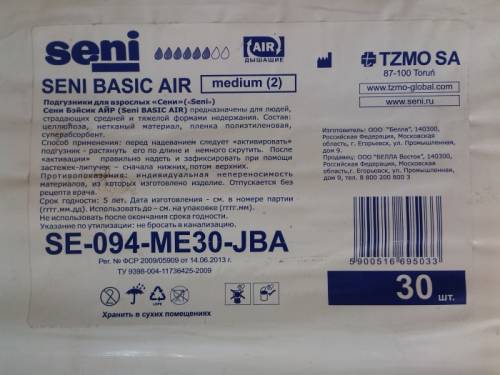 seni
AIR
ДЫШАЩИЕ
TZMO SA
87-100 Toruń
www.tzmo-global.com
www.seni.ru
SENI BASIC AIR
medium (2)
Подгузники для взрослых «Сени»(«Seni»)
Сени Бэйсик АЙР (Seni BASIC AIR) предназначены для людей,
страдающих средней и тяжелой формами недержания. Состав:
целлюлоза, нетканый материал, пленка полиэтиленовая,
суперабсорбент.
Способ применения: перед надеванием следует «активировать»
подгузник - растянуть его по длине и немного скрутить. После
«активации» правильно надеть и зафиксировать при помощи
застежек-липучек – сначала нижних, потом верхних.
Противопоказания: индивидуальная непереносимость
материалов, из которых изготовлено изделие. Отпускается без
рецепта врача.
Срок годности: 5 лет. Дата изготовления - см. в номере партии
(гггг.мм.дд). Использовать до – см. на упаковке (гггг.мм).
Не использовать после окончания срока годности.
Указание по утилизации: не бросать в канализацию.
Изготовитель: ООО "Белла", 140300,
Российская Федерация, Московская
область, г. Егорьевск, ул. Промышленная,
дом 9.
Продавец: ООО "БЕЛЛА Восток", 140300,
Российская Федерация, Московская
область, г. Егорьевск, ул. Промышленная,
дом 9, тел. 8 800 200 800 3
SE-094-ME30-JBA
Рег. № ФСР 2009/05909 от 14.06.2013 г.
ТУ 9398-004-11736425-2009
Хранить в сухих помещениях
5900516695033
30 шт.